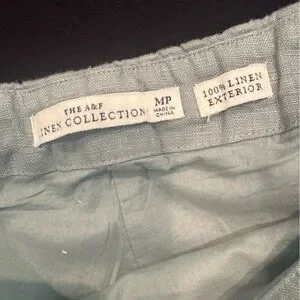 THE A&F
LINEN COLLECTION
MP
MADE IN
CHINA
100% LINEN
EXTERIOR